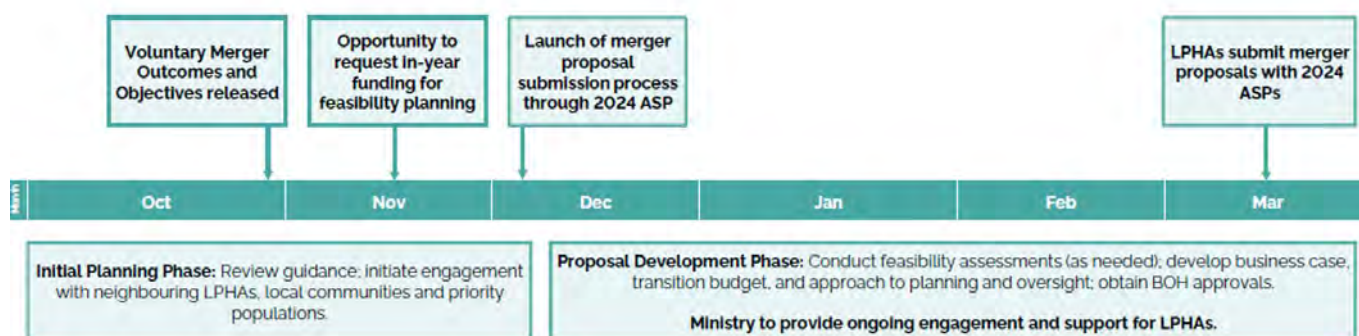 Voluntary Merger
Outcomes and
Objectives released
Opportunity to
request in-year
funding for
feasibility planning
Launch of merger
proposal
submission process
through 2024 ASP
LPHAs submit merger
proposals with 2024
ASPs
Month
Oct
Nov
Dec
Jan
Feb
Mar
Initial Planning Phase: Review guidance; initiate engagement
with neighbouring LPHAs, local communities and priority
populations.
Proposal Development Phase: Conduct feasibility assessments (as needed); develop business case,
transition budget, and approach to planning and oversight; obtain BOH approvals.
Ministry to provide ongoing engagement and support for LPHAs.